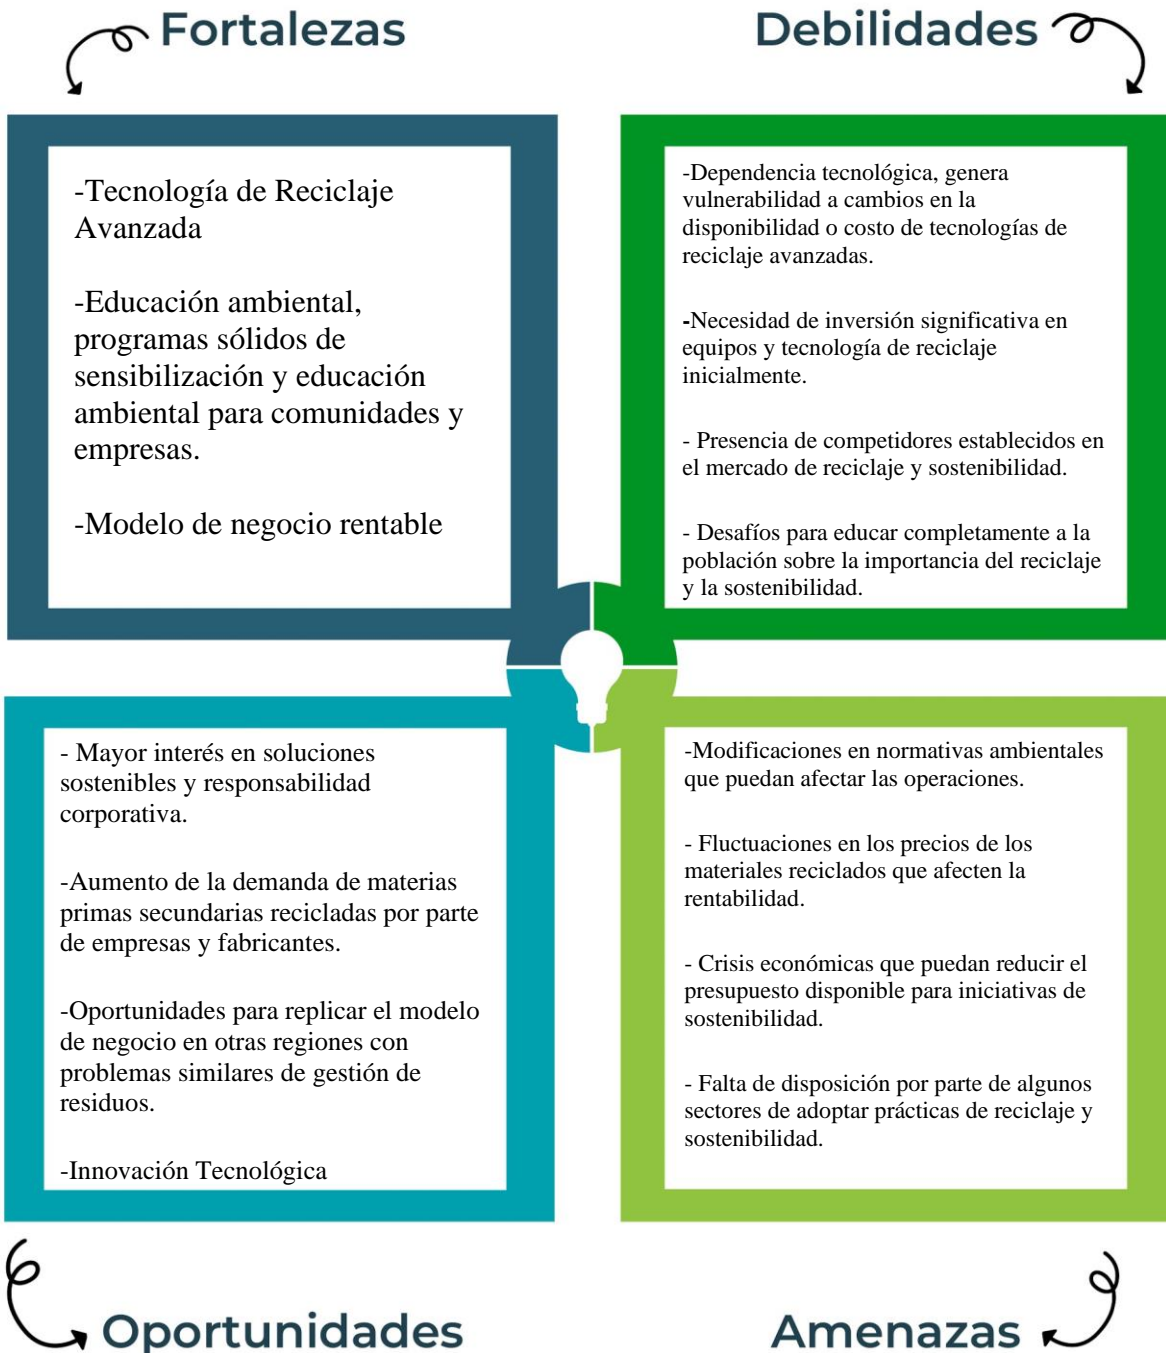 Fortalezas
-Tecnología de Reciclaje
Avanzada
-Educación ambiental,
programas sólidos de
sensibilización y educación
ambiental para comunidades y
empresas.
-Modelo de negocio rentable
Debilidades
-Dependencia tecnológica, genera
vulnerabilidad a cambios en la
disponibilidad o costo de tecnologías de
reciclaje avanzadas.
-Necesidad de inversión significativa en
equipos y tecnología de reciclaje
inicialmente.
- Presencia de competidores establecidos en
el mercado de reciclaje y sostenibilidad.
- Desafíos para educar completamente a la
población sobre la importancia del reciclaje
y la sostenibilidad.
- Mayor interés en soluciones
sostenibles y responsabilidad
corporativa.
-Aumento de la demanda de materias
primas secundarias recicladas por parte
de empresas y fabricantes.
-Oportunidades para replicar el modelo
de negocio en otras regiones con
problemas similares de gestión de
residuos.
-Innovación Tecnológica
Oportunidades
-Modificaciones en normativas ambientales
que puedan afectar las operaciones.
- Fluctuaciones en los precios de los
materiales reciclados que afecten la
rentabilidad.
- Crisis económicas que puedan reducir el
presupuesto disponible para iniciativas de
sostenibilidad.
- Falta de disposición por parte de algunos
sectores de adoptar prácticas de reciclaje y
sostenibilidad.
Amenazas